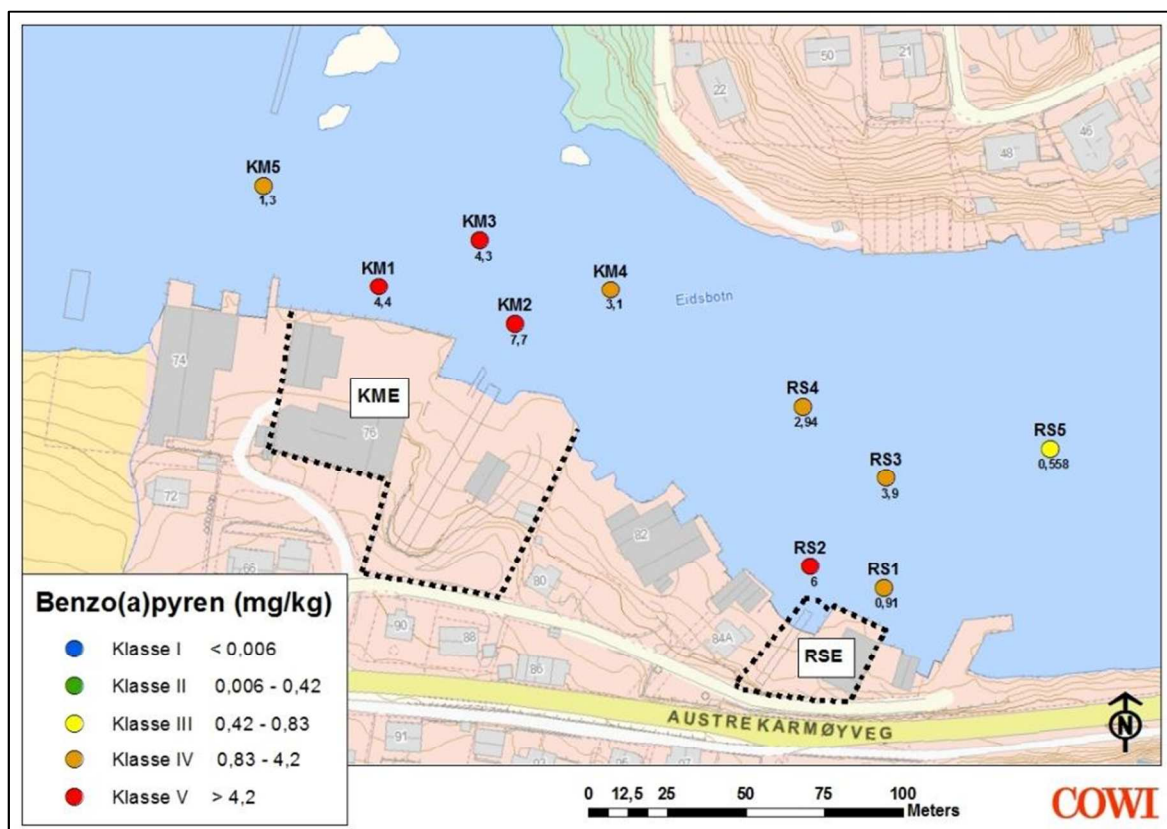 50
21
22
46
48
KM5
1,3
KM3
4,3
KM1
4,4
KM4
3,1
KM2
7,7
Eidsbotn
74
KME
76
RS4
2,94
RS5
0,558
RS3
3,9
72
82
RS2
6
RS1
0,91
66
80
90
88
84A
86
RSE
AUSTRE KARMØYVEG
91
Benzo(a)pyren (mg/kg)
Klasse I < 0,006
Klasse II 0,006 - 0,42
Klasse III 0,42 - 0,83
Klasse IV 0,83 - 4,2
Klasse V > 4,2
N
0 12,5 25 50 75 100
Meters
COWI